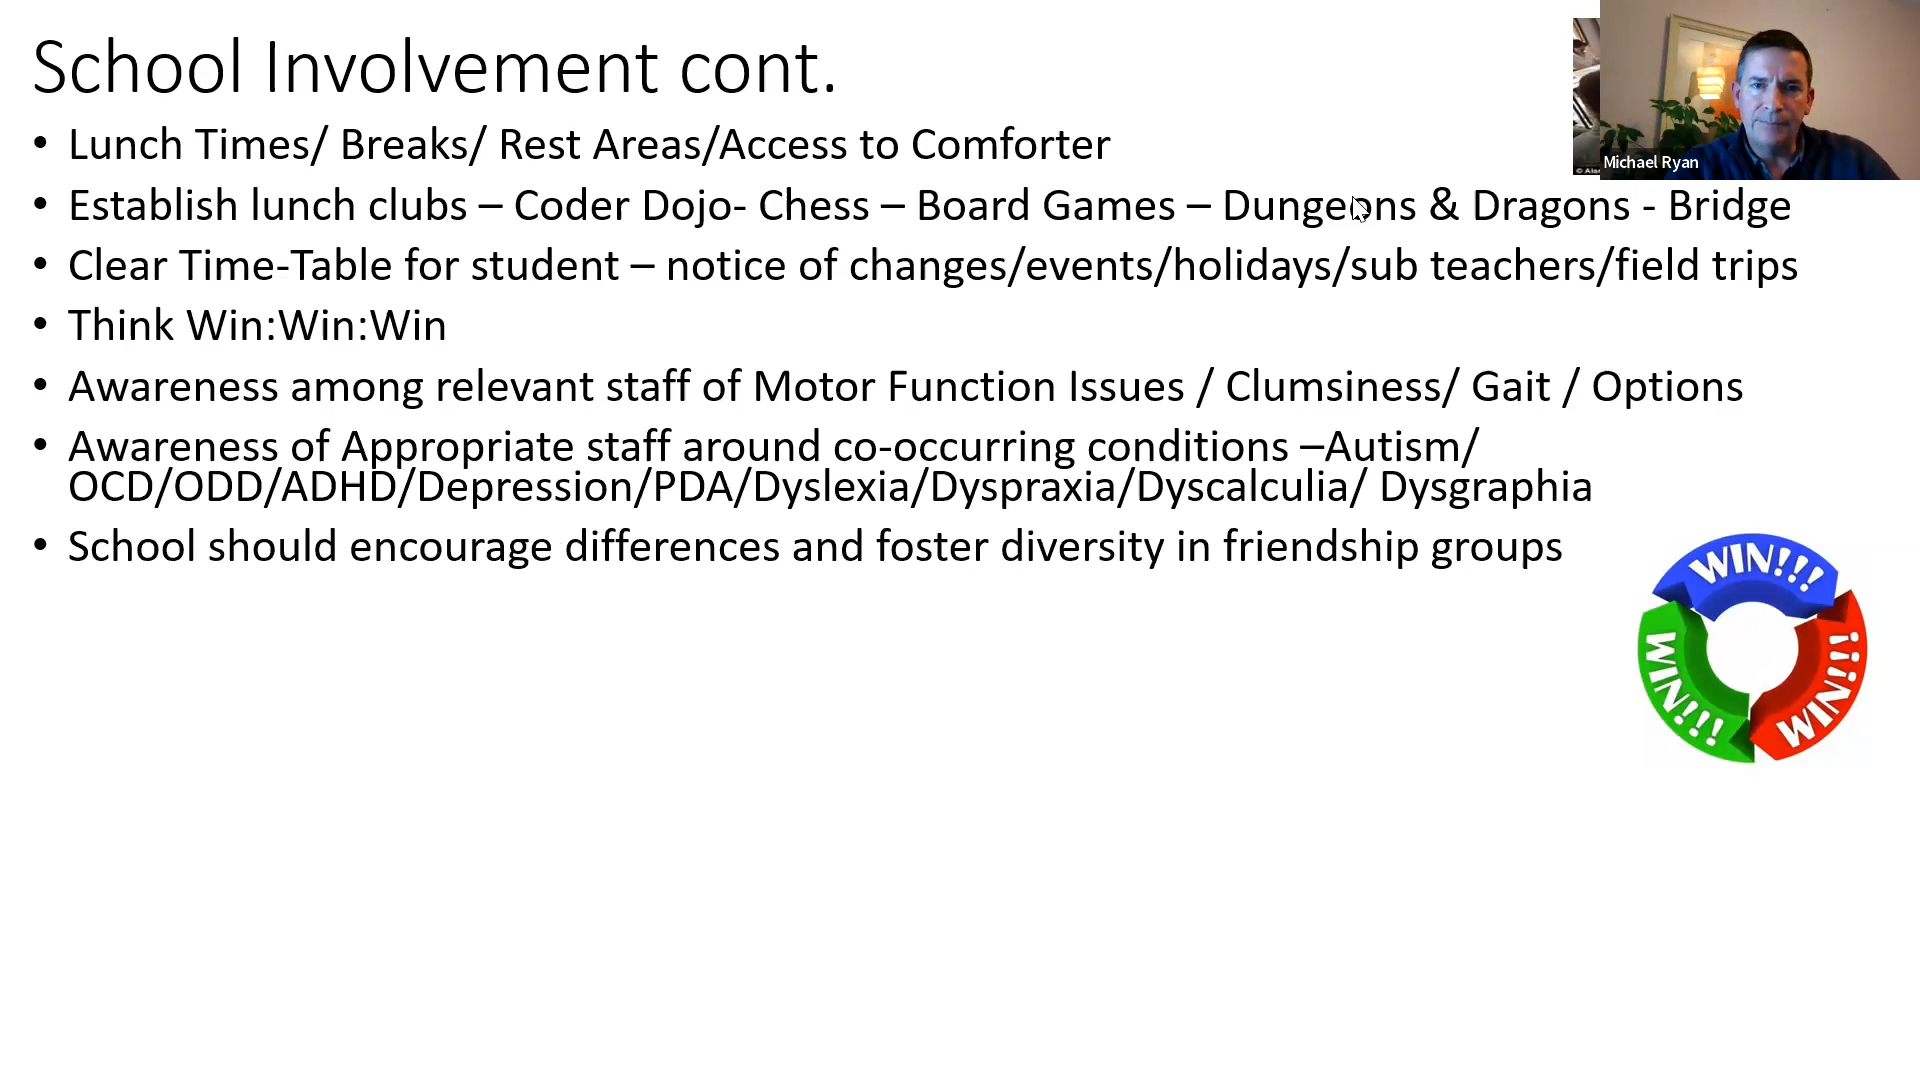 School Involvement cont.
• Lunch Times/ Breaks/ Rest Areas/Access to Comforter
• Establish lunch clubs – Coder Dojo- Chess – Board Games – Dungeons & Dragons - Bridge
• Clear Time-Table for student – notice of changes/events/holidays/sub teachers/field trips
• Think Win:Win:Win
• Awareness among relevant staff of Motor Function Issues / Clumsiness/ Gait / Options
• Awareness of Appropriate staff around co-occurring conditions –Autism/
OCD/ODD/ADHD/Depression/PDA/Dyslexia/Dyspraxia/Dyscalculia/ Dysgraphia
• School should encourage differences and foster diversity in friendship groups
Michael Ryan
WIN!!!
WIN!!!
WIN!!!